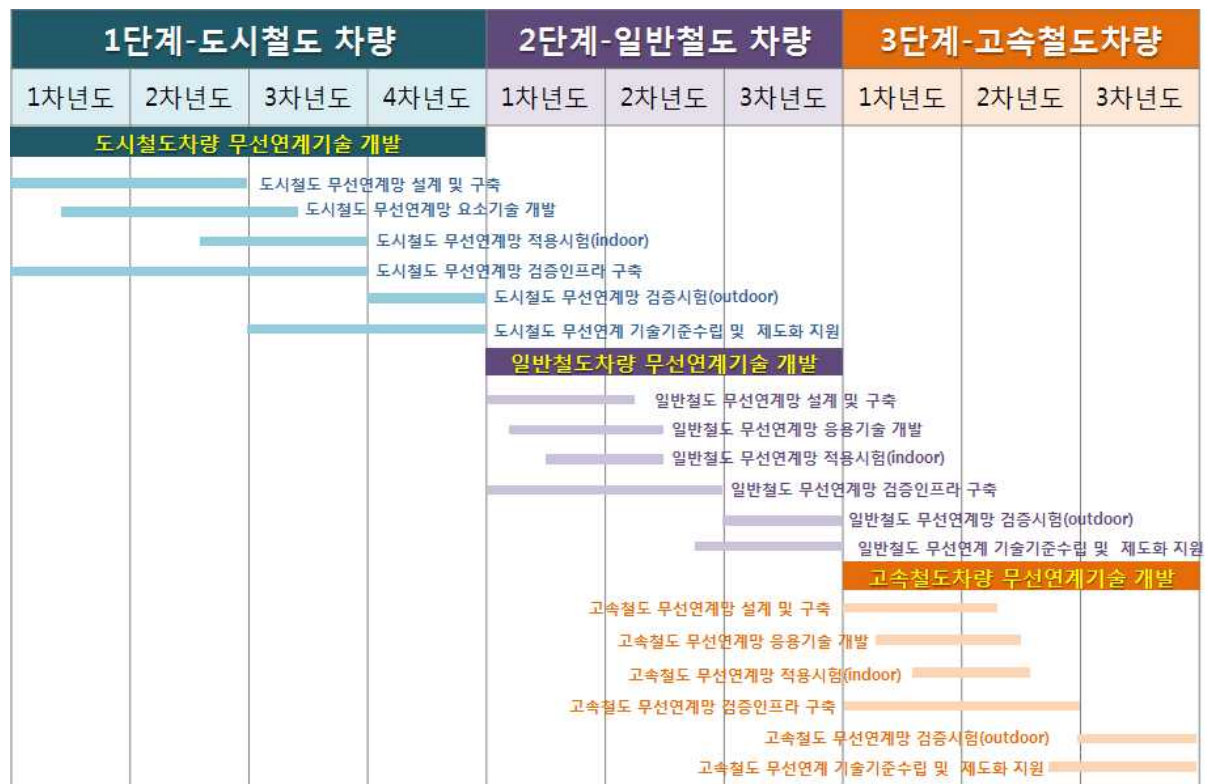 1단계-도시철도 차량 2단계-일반철도 차량 3단계-고속철도차량
1차년도 2차년도 3차년도 4차년도 1차년도 2차년도 3차년도 1차년도 2차년도 3차년도
도시철도차량 무선연계기술 개발
도시철도 무선연계망 설계 및 구축
도시철도 무선연계망 요소기술 개발
도시철도 무선연계망 적용시험(indoor)
도시철도 무선연계망 검증인프라 구축
도시철도 무선연계망 검증시험(outdoor)
도시철도 무선연계 기술기준수립 및 제도화 지원
일반철도차량 무선연계기술 개발
일반철도 무선연계망 설계 및 구축
일반철도 무선연계망 응용기술 개발
일반철도 무선연계망 적용시험(indoor)
일반철도 무선연계망 검증인프라 구축
일반철도 무선연계망 검증시험(outdoor)
일반철도 무선연계 기술기준수립 및 제도화 지원
고속철도차량 무선연계기술 개발
고속철도 무선연계망 설계 및 구축
고속철도 무선연계망 응용기술 개발
고속철도 무선연계망 적용시험(indoor)
고속철도 무선연계망 검증인프라 구축
고속철도 무선연계망 검증시험(outdoor)
고속철도 무선연계 기술기준수립 및 제도화 지원